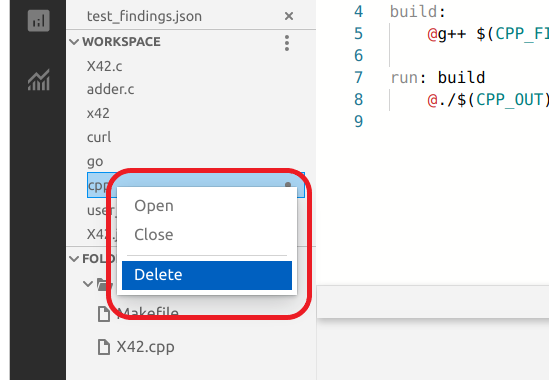 test_findings.json ×
WORKSPACE
X42.c
adder.c
x42
curl
go
cpp
user_
X42.j
FOLD
Open
Close
Delete
Makefile
X42.cpp
4 build:
5 @g++ $(CPP_FI
6
7 run: build
8 @./$(CPP_OUT)
9